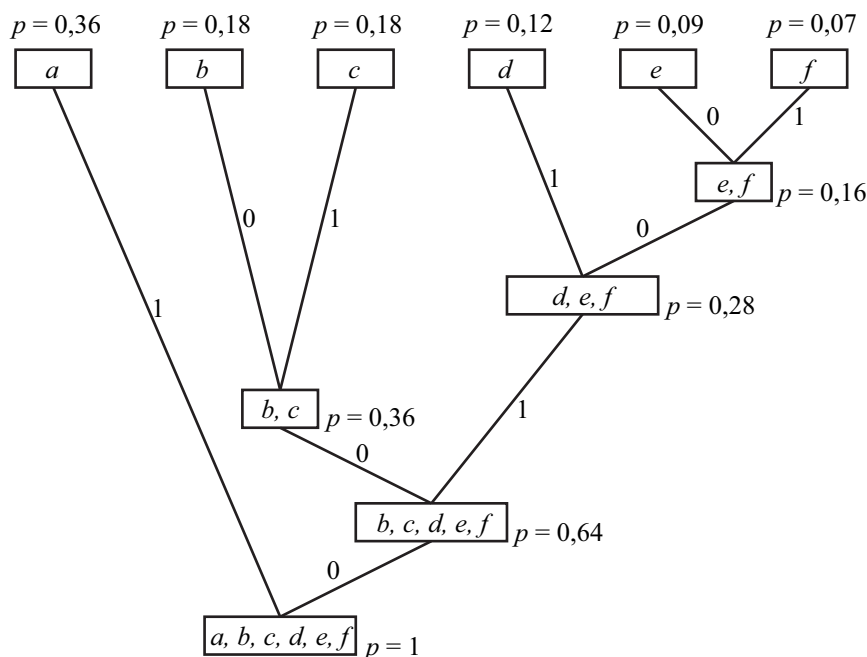 p = 0,36 p = 0,18 p = 0,18 p = 0,12 p = 0,09 p = 0,07
a b c d e f
0 1
e, f
p = 0,16
1
0 1 0
d, e, f
p = 0,28
1
b, c
p = 0,36 1
0
b, c, d, e, f
p = 0,64
0
a, b, c, d, e, f
p = 1